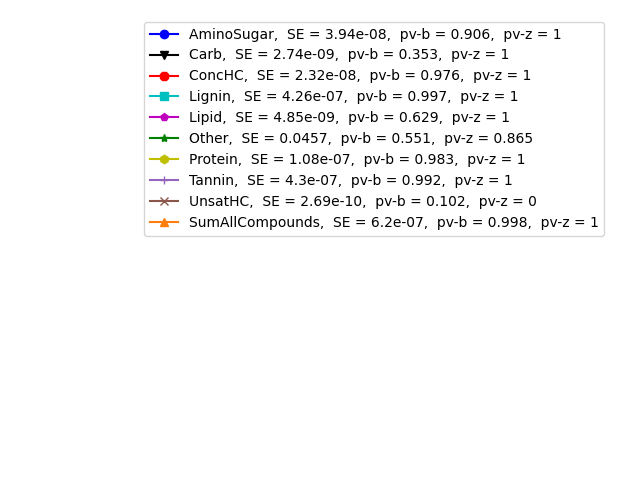 AminoSugar,  SE = 3.94e-08,  pv-b = 0.906,  pv-z = 1
Carb,  SE = 2.74e-09,  pv-b = 0.353,  pv-z = 1
ConcHC,  SE = 2.32e-08,  pv-b = 0.976,  pv-z = 1
Lignin,  SE = 4.26e-07,  pv-b = 0.997,  pv-z = 1
Lipid,  SE = 4.85e-09,  pv-b = 0.629,  pv-z = 1
Other,  SE = 0.0457,  pv-b = 0.551,  pv-z = 0.865
Protein,  SE = 1.08e-07,  pv-b = 0.983,  pv-z = 1
Tannin,  SE = 4.3e-07,  pv-b = 0.992,  pv-z = 1
UnsatHC,  SE = 2.69e-10,  pv-b = 0.102,  pv-z = 0
SumAllCompounds,  SE = 6.2e-07,  pv-b = 0.998,  pv-z = 1